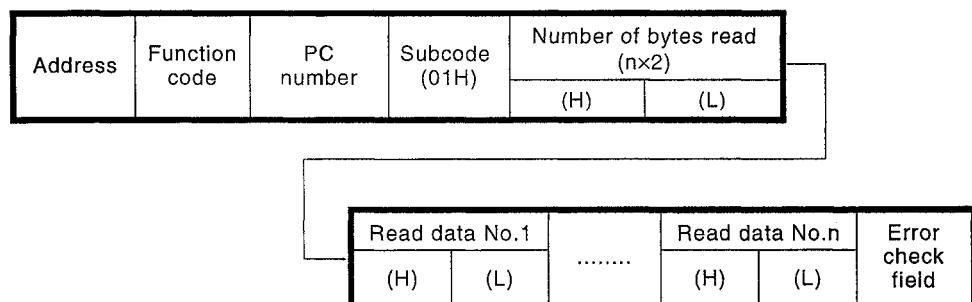 Address
Function
code
PC
number
Subcode
(01H)
Number of bytes read
(n×2)
(H)
(L)
Read data No.1
(H)
(L)
........
Read data No.n
(H)
(L)
Error
check
field